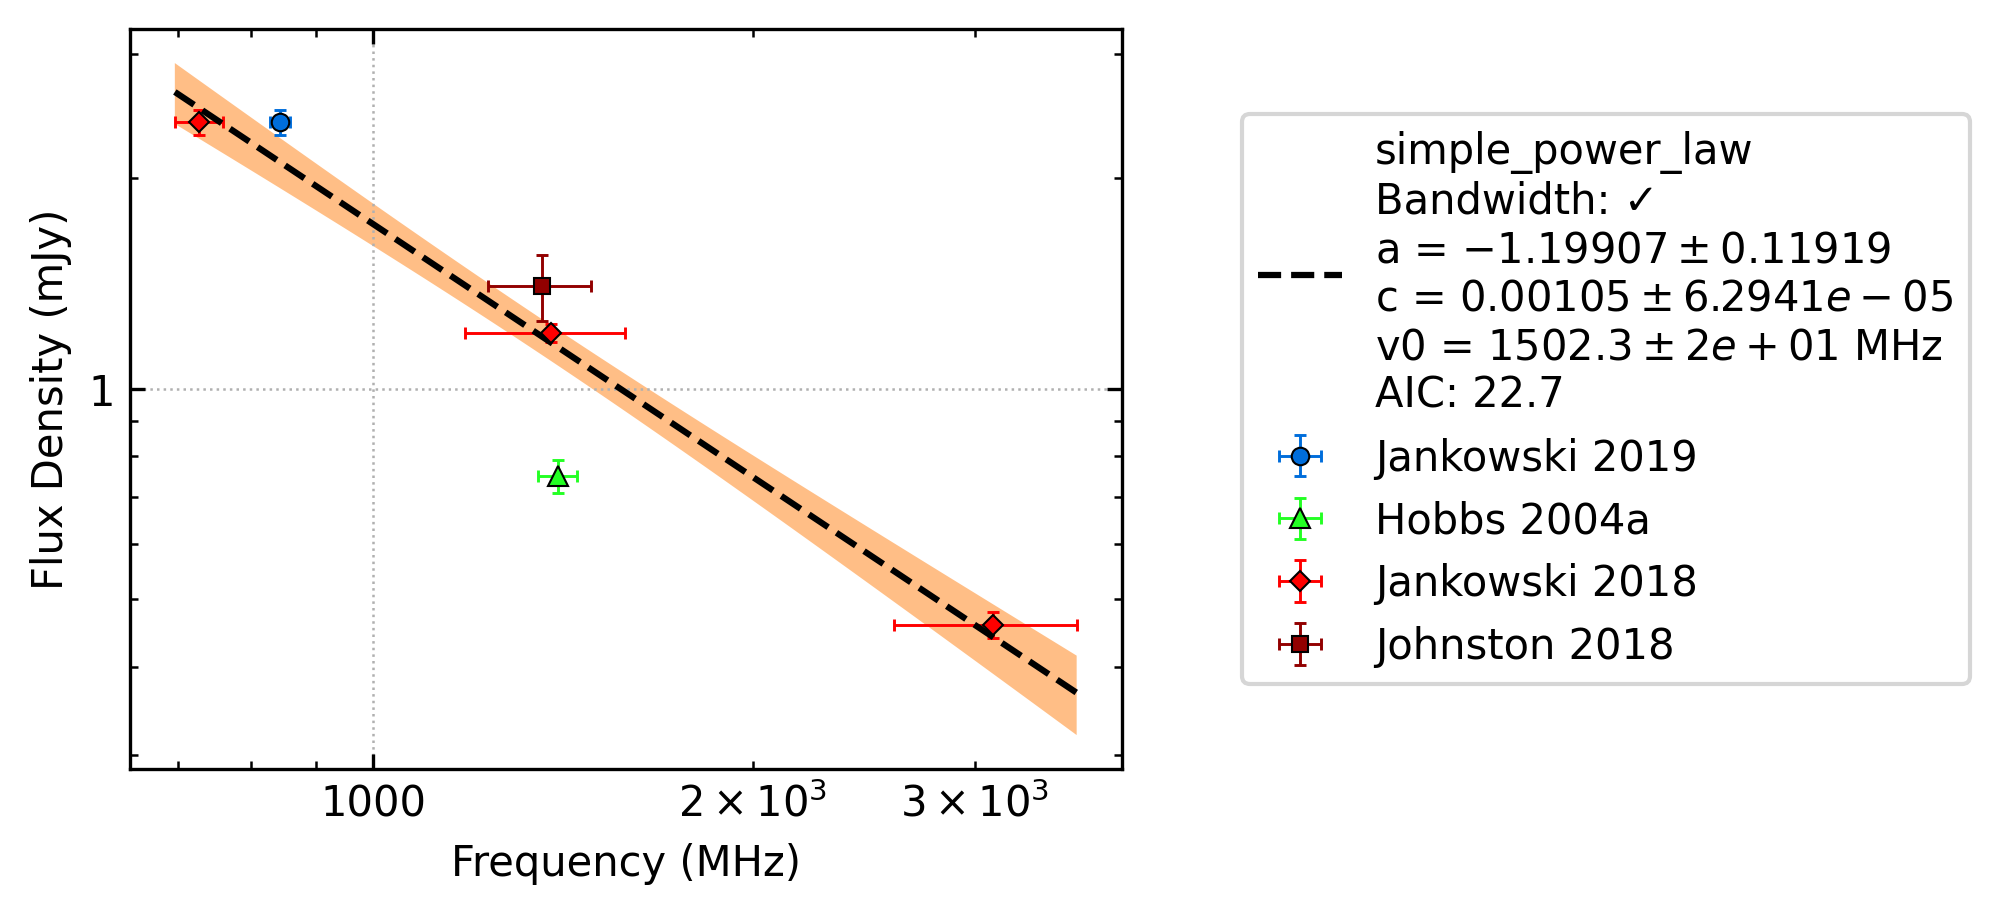 simple_power_law
Bandwidth: ✓
a = −1.19907 ± 0.11919
c = 0.00105 ± 6.2941e − 05
v0 = 1502.3 ± 2e + 01 MHz
AIC: 22.7
Jankowski 2019
Hobbs 2004a
Jankowski 2018
Johnston 2018
Flux Density (mJy)
1
1000
2 × 10³
3 × 10³
Frequency (MHz)